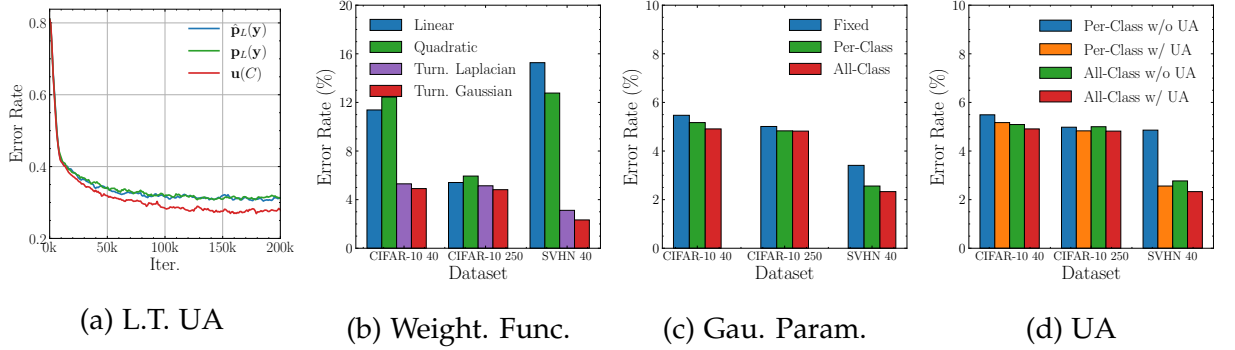 0.8
0.6
0.4
0.2
Error Rate
p̂_L(y)
p_L(y)
u(C)
0k 50k 100k 150k 200k
Iter.
(a) L.T. UA
20
16
12
8
4
0
Error Rate (%)
Linear
Quadratic
Turn. Laplacian
Turn. Gaussian
CIFAR-10 40 CIFAR-10 250 SVHN 40
Dataset
(b) Weight. Func.
10
8
6
4
2
0
Error Rate (%)
Fixed
Per-Class
All-Class
CIFAR-10 40 CIFAR-10 250 SVHN 40
Dataset
(c) Gau. Param.
10
8
6
4
2
0
Error Rate (%)
Per-Class w/o UA
Per-Class w/ UA
All-Class w/o UA
All-Class w/ UA
CIFAR-10 40 CIFAR-10 250 SVHN 40
Dataset
(d) UA